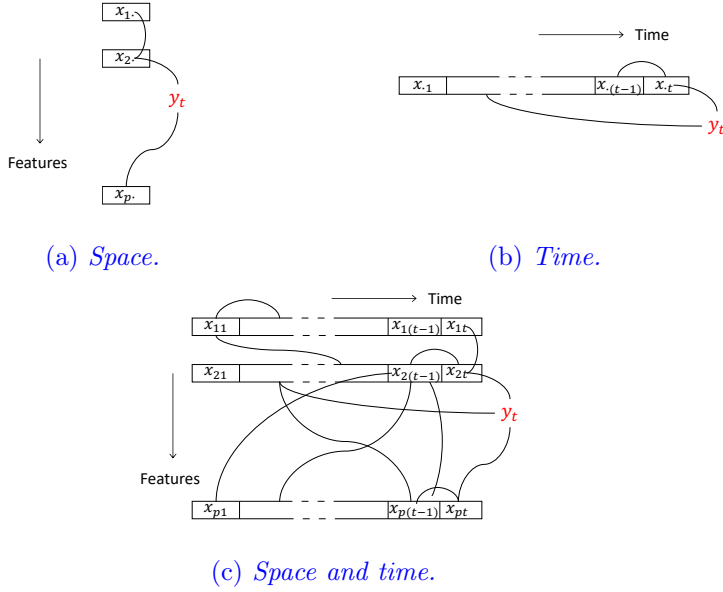 x₁.
x₂.
yₜ
Features
xₚ.
(a) Space.
Time
x.₁
x.₍ₜ₋₁₎
x.ₜ
yₜ
(b) Time.
Time
x₁₁
x₁₍ₜ₋₁₎
x₁ₜ
x₂₁
x₂₍ₜ₋₁₎
x₂ₜ
yₜ
Features
xₚ₁
xₚ₍ₜ₋₁₎
xₚₜ
(c) Space and time.